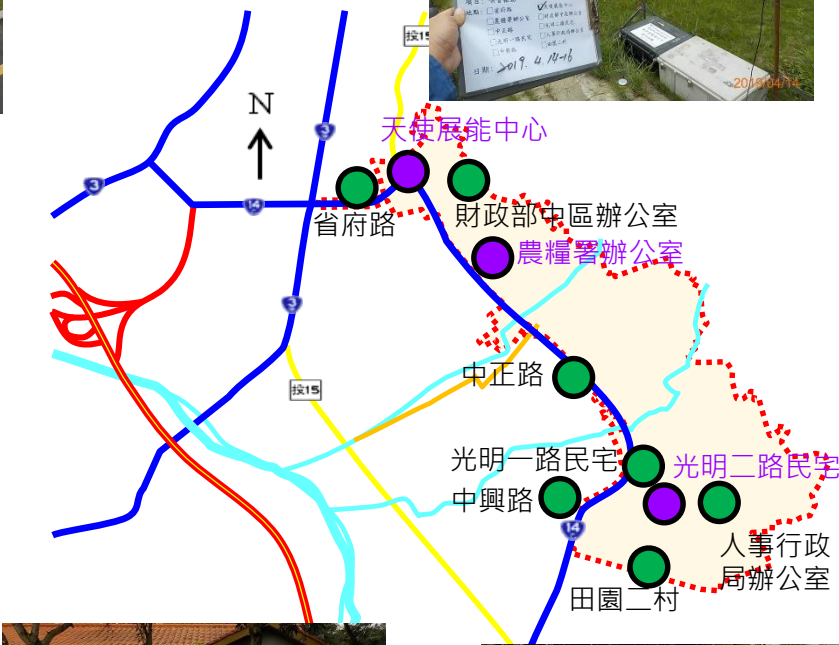 天使展能中心
省府路
財政部中區辦公室
農糧署辦公室
中正路
光明一路民宅
光明二路民宅
中興路
人事行政
局辦公室
田園二村
N
3
3
14
3
投15
投15
14
日期: 2019. 4. 14-16
2019/04/14